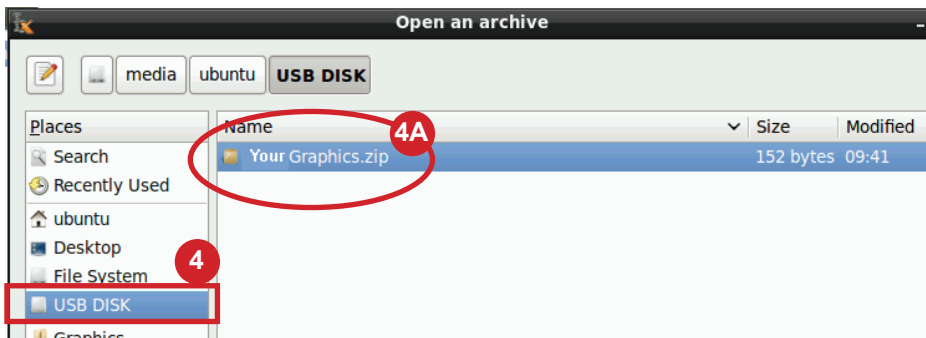 Open an archive
media ubuntu USB DISK
Places Name 4A Size Modified
Search Your Graphics.zip 152 bytes 09:41
Recently Used
ubuntu
Desktop
4
File System
USB DISK
Graphics